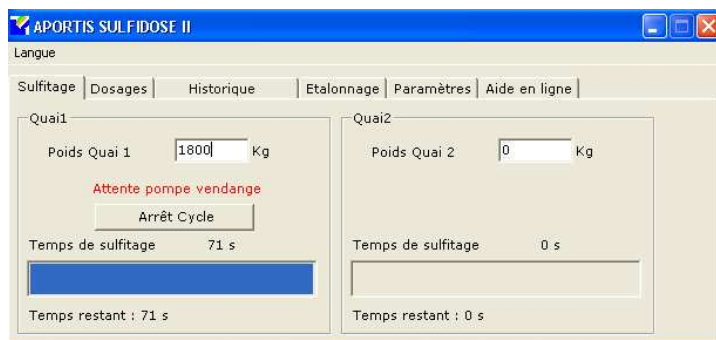 APORTIS SULFIDOSE II
Langue
Sulfitage Dosages Historique Etalonnage Paramètres Aide en ligne
Quai1
Poids Quai 1 1800 Kg
Attente pompe vendange
Arrêt Cycle
Temps de sulfitage 71 s
Temps restant : 71 s
Quai2
Poids Quai 2 0 Kg
Temps de sulfitage 0 s
Temps restant : 0 s